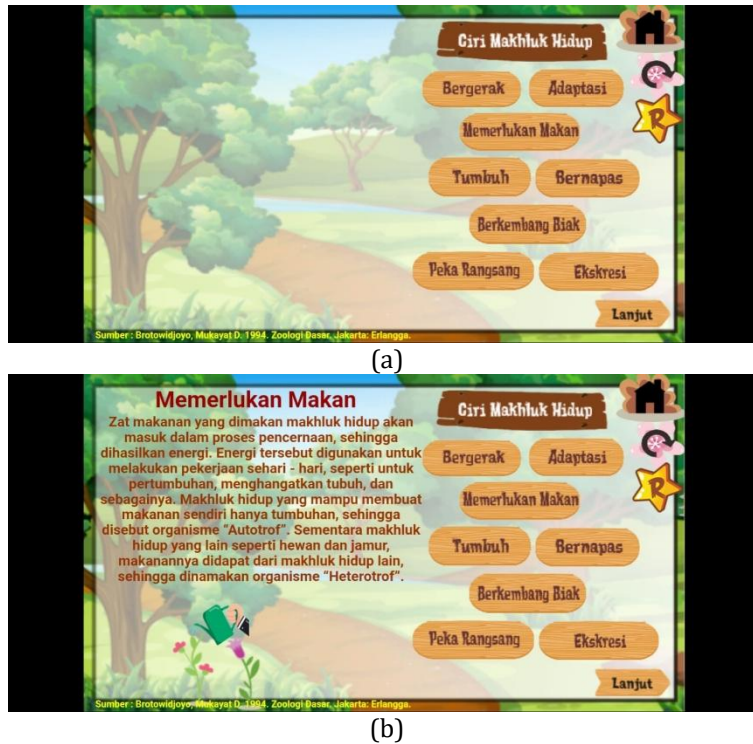 Ciri Makhluk Hidup
Bergerak
Adaptasi
R
Memerlukan Makan
Tumbuh
Bernapas
Berkembang Biak
Peka Rangsang
Ekskresi
Lanjut
Sumber : Brotowidjoyo, Mukayat D. 1994. Zoologi Dasar. Jakarta: Erlangga.
(a)
Memerlukan Makan
Zat makanan yang dimakan makhluk hidup akan
masuk dalam proses pencernaan, sehingga
dihasilkan energi. Energi tersebut digunakan untuk
melakukan pekerjaan sehari - hari, seperti untuk
pertumbuhan, menghangatkan tubuh, dan
sebagainya. Makhluk hidup yang mampu membuat
makanan sendiri hanya tumbuhan, sehingga
disebut organisme “Autotrof”. Sementara makhluk
hidup yang lain seperti hewan dan jamur,
makanannya didapat dari makhluk hidup lain,
sehingga dinamakan organisme “Heterotrof”.
Ciri Makhluk Hidup
Bergerak
Adaptasi
R
Memerlukan Makan
Tumbuh
Bernapas
Berkembang Biak
Peka Rangsang
Ekskresi
Lanjut
Sumber : Brotowidjoyo, Mukayat D. 1994. Zoologi Dasar. Jakarta: Erlangga.
(b)